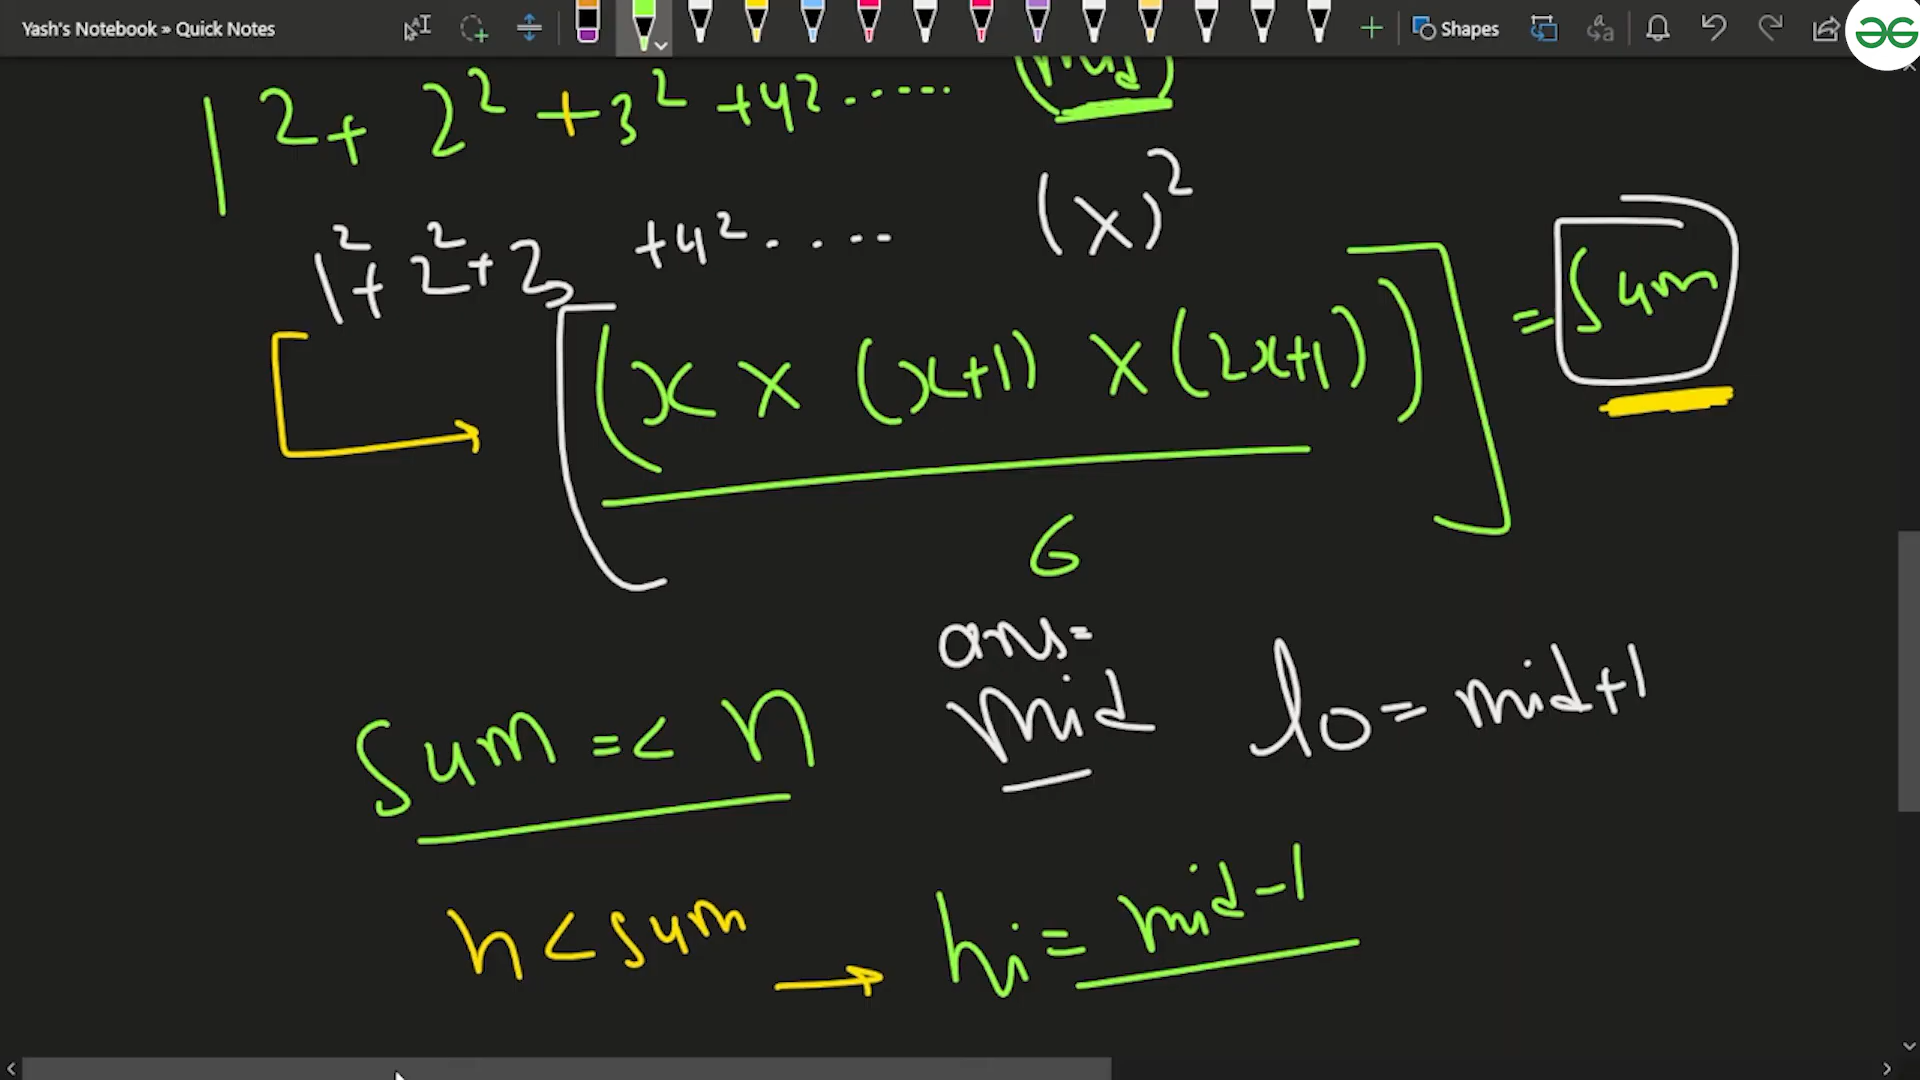 Yash's Notebook » Quick Notes
Shapes
1² + 2² + 3² + 4² ..... (mid)
1² + 2² + 3 + 4² ..... (x)²
[(x × (x+1) × (2x+1)) / 6] = Sum
Sum =< n ans = mid lo = mid+1
n < sum → hi = mid-1